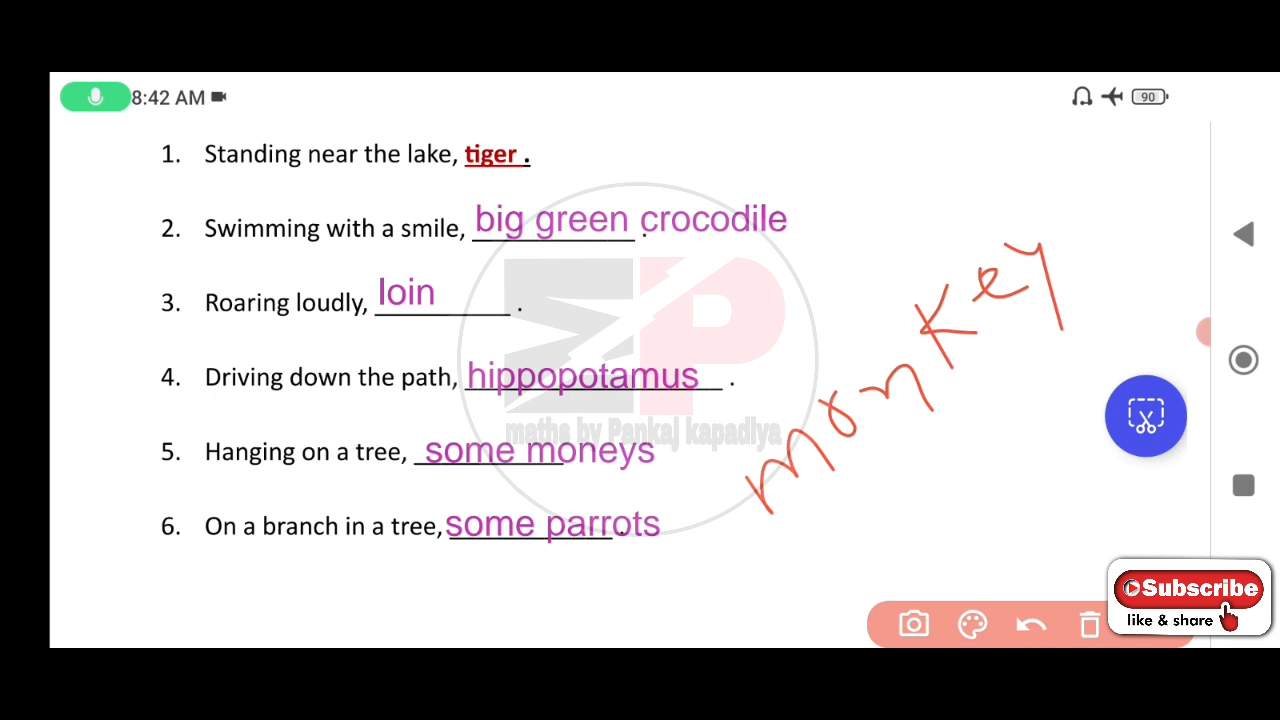 8:42 AM
90
1. Standing near the lake, tiger .
2. Swimming with a smile, big green crocodile .
3. Roaring loudly, loin .
4. Driving down the path, hippopotamus .
maths by Pankaj kapadiya
5. Hanging on a tree, some moneys
6. On a branch in a tree, some parrots .
monkey
Subscribe
like & share